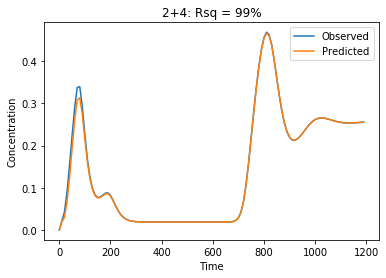 2+4: Rsq = 99%
Observed
Predicted
Concentration
0.4
0.3
0.2
0.1
0.0
0 200 400 600 800 1000 1200
Time